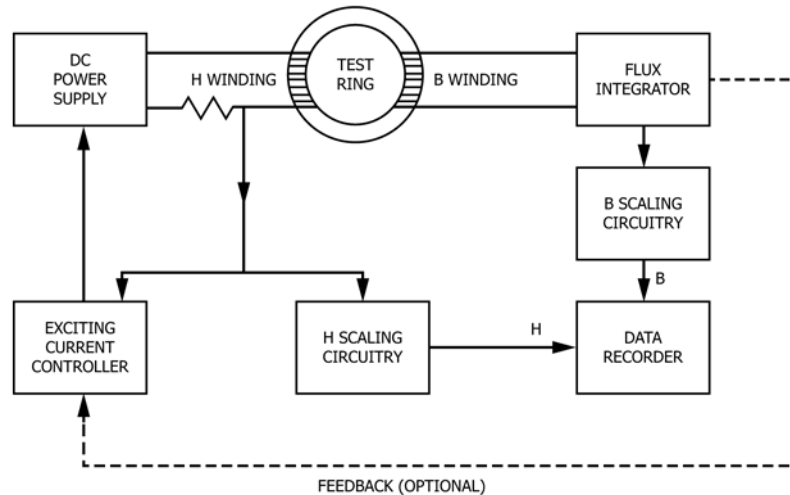 DC
POWER
SUPPLY
H WINDING
TEST
RING
B WINDING
FLUX
INTEGRATOR
B SCALING
CIRCUITRY
B
EXCITING
CURRENT
CONTROLLER
H SCALING
CIRCUITRY
H
DATA
RECORDER
FEEDBACK (OPTIONAL)